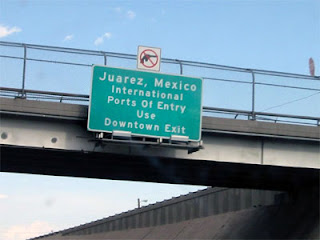 Juarez, Mexico
International
Ports Of Entry
Use
Downtown Exit